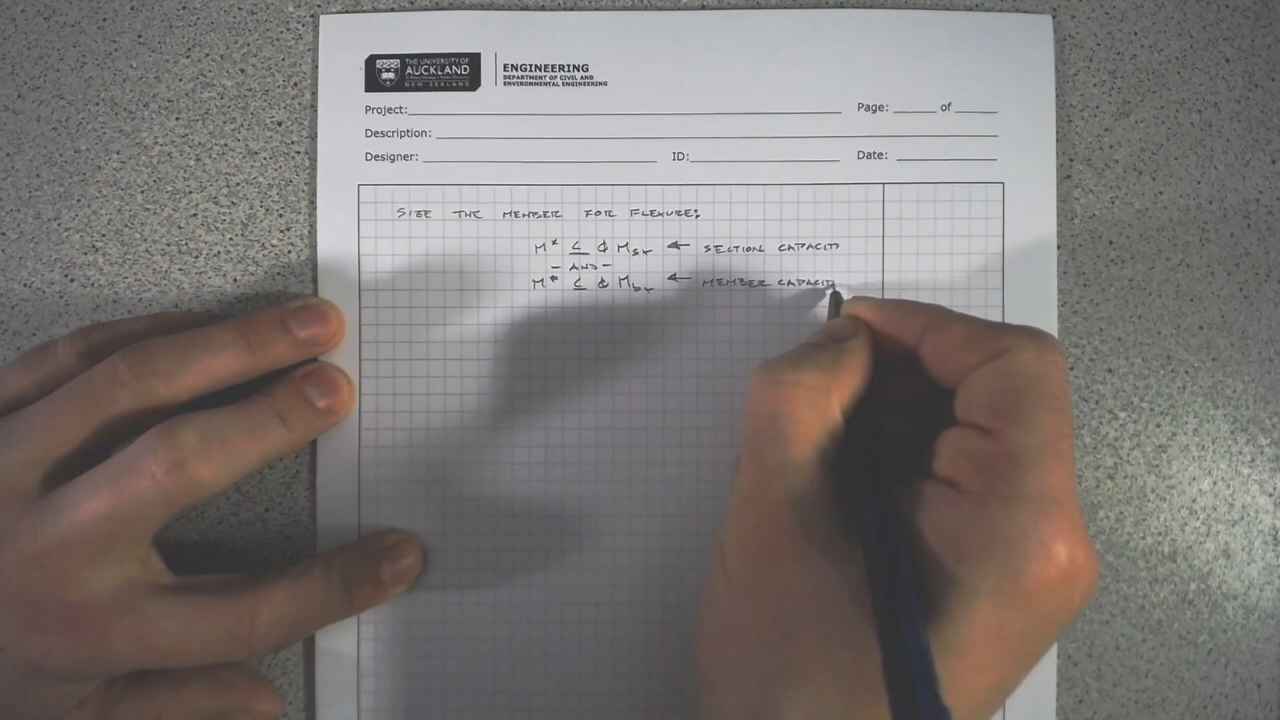 THE UNIVERSITY OF
AUCKLAND
NEW ZEALAND
ENGINEERING
DEPARTMENT OF CIVIL AND
ENVIRONMENTAL ENGINEERING
Project:
Page: of
Description:
Designer: ID: Date:
SIZE THE MEMBER FOR FLEXURE:
M* ≤ ϕ Msx ← SECTION CAPACITY
- AND -
M* ≤ ϕ Mbx ← MEMBER CAPACITY